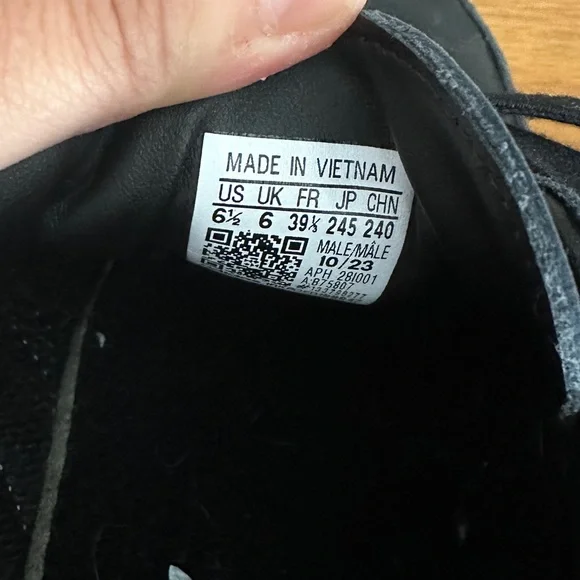 MADE IN VIETNAM
US UK FR JP CHN
6½ 6 39⅓ 245 240
MALE/MÂLE
10/23
APH 28I001